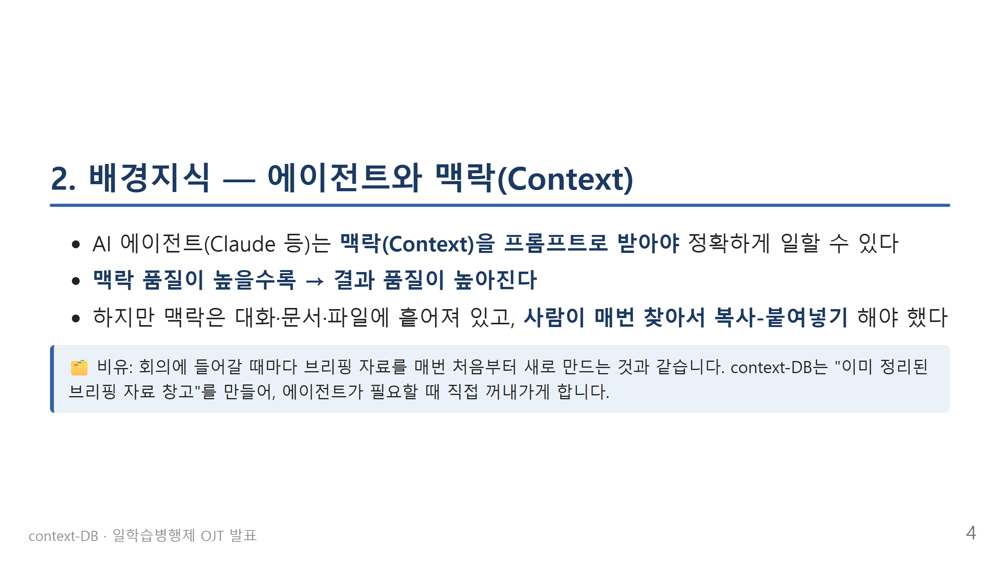 2. 배경지식 — 에이전트와 맥락(Context)
• AI 에이전트(Claude 등)는 맥락(Context)을 프롬프트로 받아야 정확하게 일할 수 있다
• 맥락 품질이 높을수록 → 결과 품질이 높아진다
• 하지만 맥락은 대화·문서·파일에 흩어져 있고, 사람이 매번 찾아서 복사-붙여넣기 해야 했다
🗂️ 비유: 회의에 들어갈 때마다 브리핑 자료를 매번 처음부터 새로 만드는 것과 같습니다. context-DB는 "이미 정리된
브리핑 자료 창고"를 만들어, 에이전트가 필요할 때 직접 꺼내가게 합니다.
context-DB · 일학습병행제 OJT 발표
4